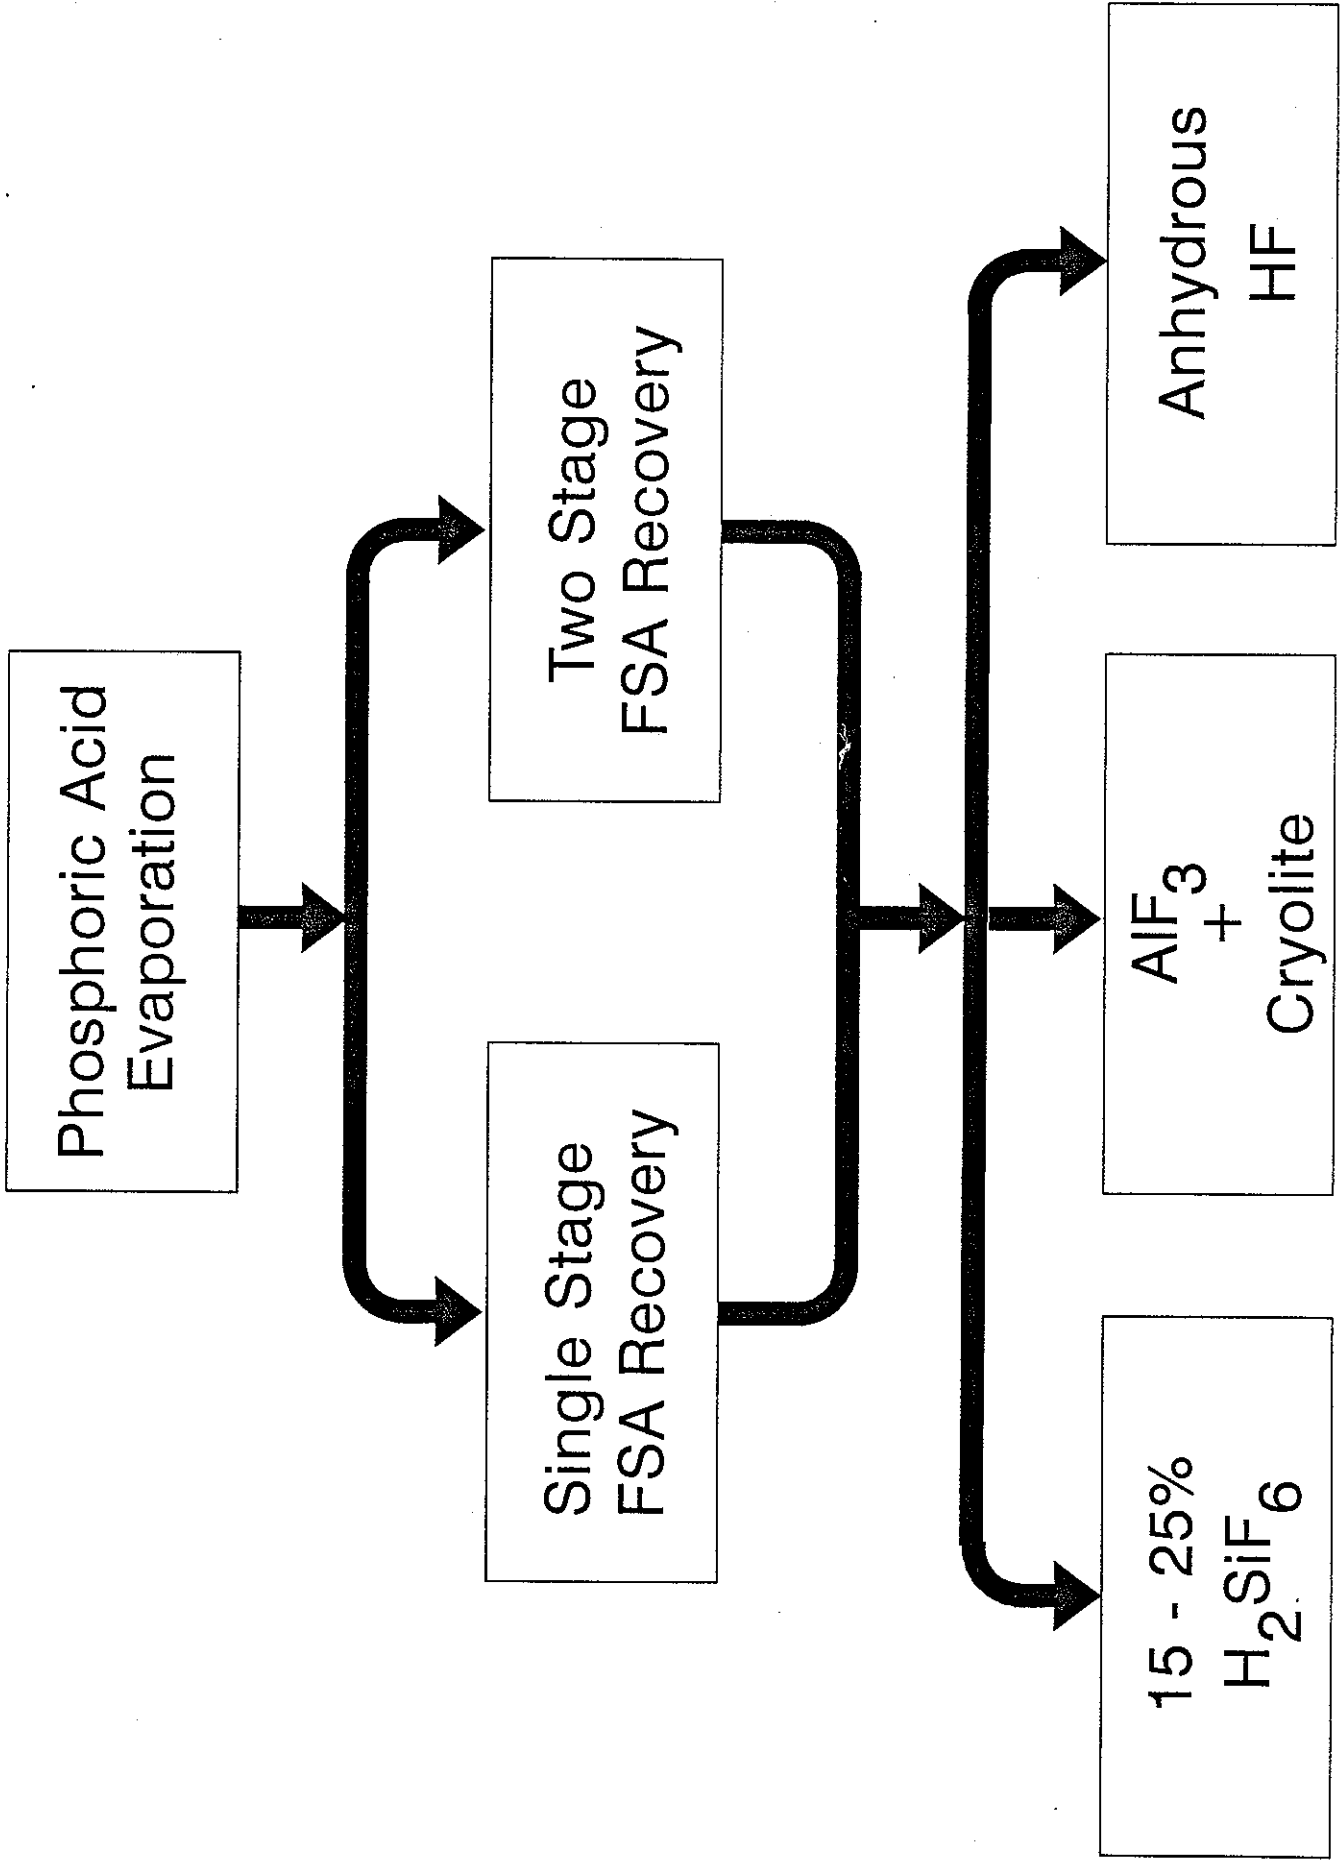 Phosphoric Acid
Evaporation
Single Stage
FSA Recovery
Two Stage
FSA Recovery
15 - 25%
H₂SiF₆
AlF₃
+
Cryolite
Anhydrous
HF